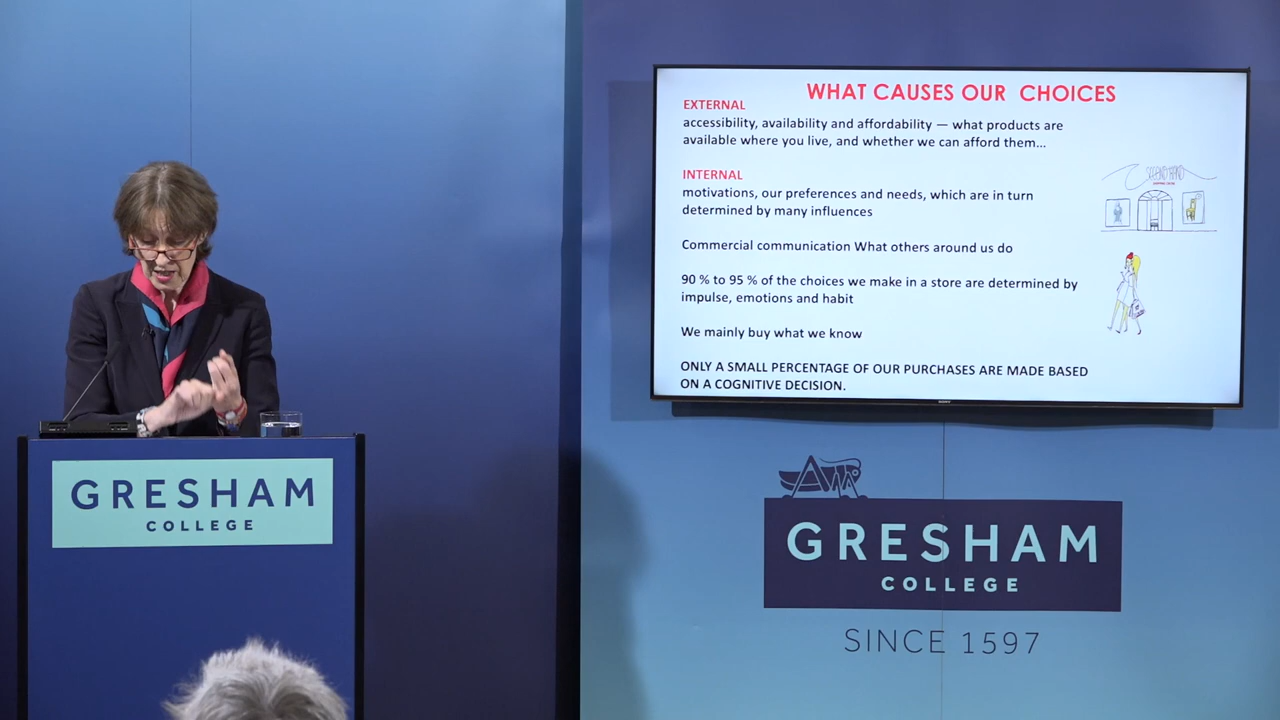 WHAT CAUSES OUR CHOICES
EXTERNAL
accessibility, availability and affordability — what products are
available where you live, and whether we can afford them...
INTERNAL
motivations, our preferences and needs, which are in turn
determined by many influences
Commercial communication What others around us do
90 % to 95 % of the choices we make in a store are determined by
impulse, emotions and habit
We mainly buy what we know
ONLY A SMALL PERCENTAGE OF OUR PURCHASES ARE MADE BASED
ON A COGNITIVE DECISION.
SONY
GRESHAM
COLLEGE
GRESHAM
COLLEGE
SINCE 1597